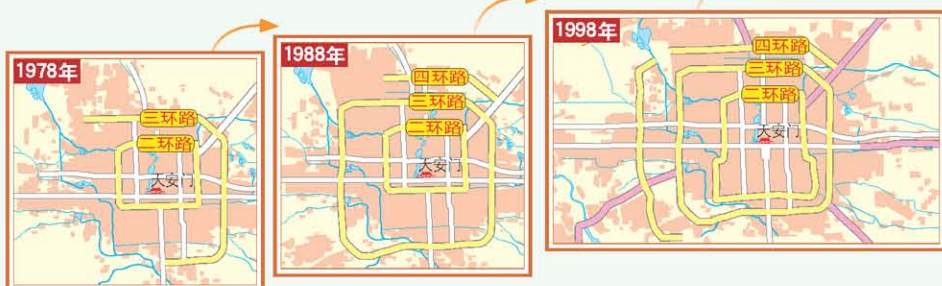 1978年
三环路
二环路
天安门
1988年
四环路
三环路
二环路
天安门
1998年
四环路
三环路
二环路
天安门